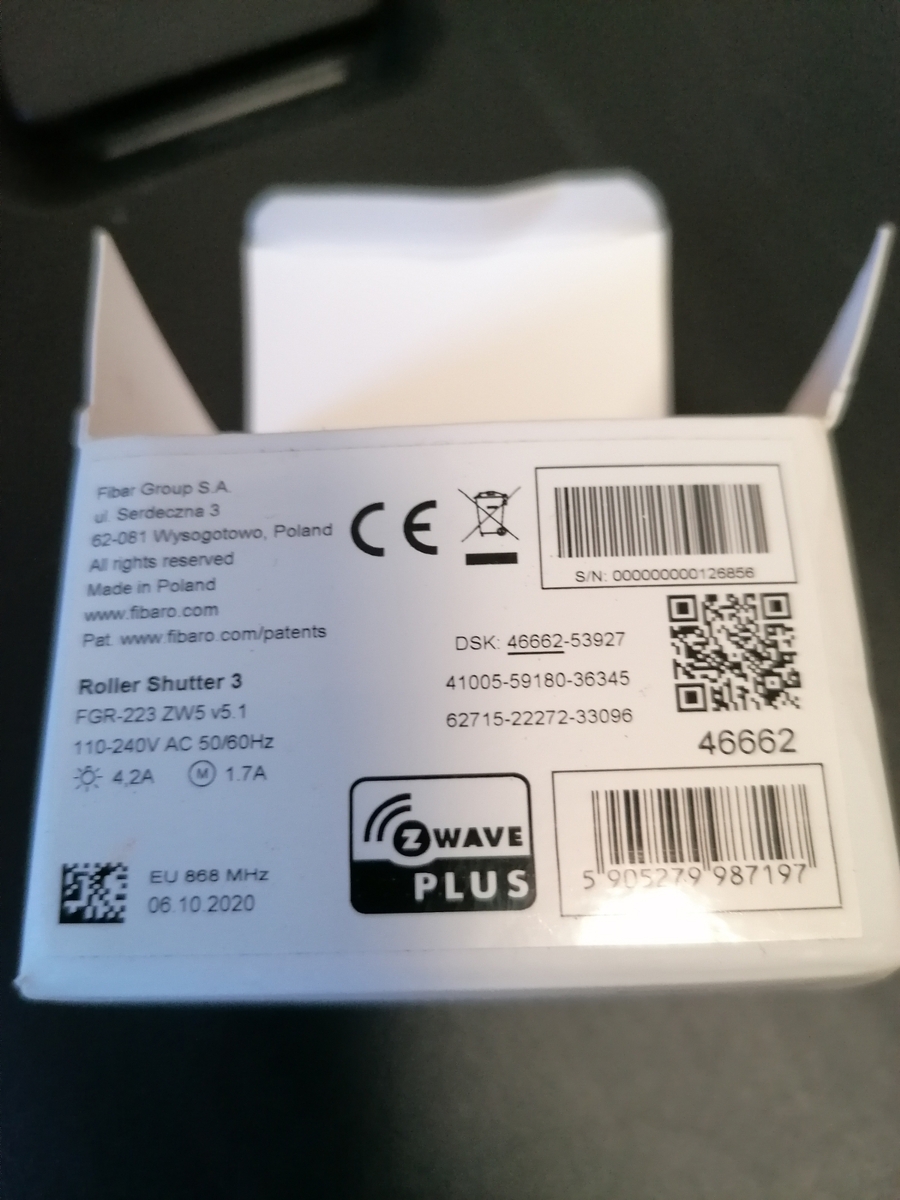 Fibar Group S.A.
ul. Serdeczna 3
62-081 Wysogotowo, Poland
All rights reserved
Made in Poland
www.fibaro.com
Pat. www.fibaro.com/patents
Roller Shutter 3
FGR-223 ZW5 v5.1
110-240V AC 50/60Hz
4,2A M 1.7A
EU 868 MHz
06.10.2020
CE
S/N: 000000000126856
DSK: 46662-53927
41005-59180-36345
62715-22272-33096
46662
Z WAVE
PLUS
5 905279 987197